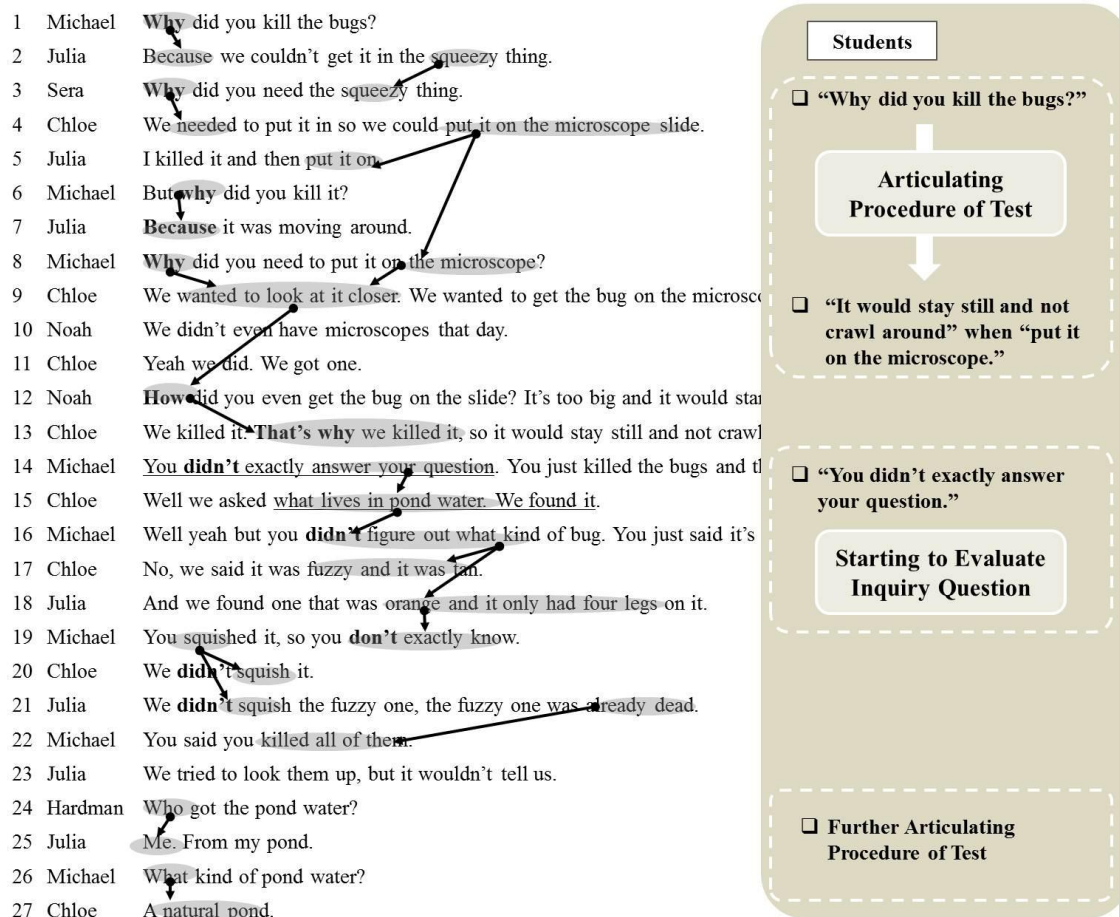 1 Michael Why did you kill the bugs?
2 Julia Because we couldn't get it in the squeezy thing.
3 Sera Why did you need the squeezy thing.
4 Chloe We needed to put it in so we could put it on the microscope slide.
5 Julia I killed it and then put it on.
6 Michael But why did you kill it?
7 Julia Because it was moving around.
8 Michael Why did you need to put it on the microscope?
9 Chloe We wanted to look at it closer. We wanted to get the bug on the
10 Noah We didn't even have microscopes that day.
11 Chloe Yeah we did. We got one.
12 Noah How did you even get the bug on the slide? It's too big and it would
13 Chloe We killed it. That's why we killed it, so it would stay still and not crawl
14 Michael You didn't exactly answer your question. You just killed the bugs and
15 Chloe Well we asked what lives in pond water. We found it.
16 Michael Well yeah but you didn't figure out what kind of bug. You just said it's
17 Chloe No, we said it was fuzzy and it was tan.
18 Julia And we found one that was orange and it only had four legs on it.
19 Michael You squished it, so you don't exactly know.
20 Chloe We didn't squish it.
21 Julia We didn't squish the fuzzy one, the fuzzy one was already dead.
22 Michael You said you killed all of them.
23 Julia We tried to look them up, but it wouldn't tell us.
24 Hardman Who got the pond water?
25 Julia Me. From my pond.
26 Michael What kind of pond water?
27 Chloe A natural pond.
Students
❑ "Why did you kill the bugs?"
Articulating
Procedure of Test
❑ "It would stay still and not
crawl around" when "put it
on the microscope."
❑ "You didn't exactly answer
your question."
Starting to Evaluate
Inquiry Question
❑ Further Articulating
Procedure of Test